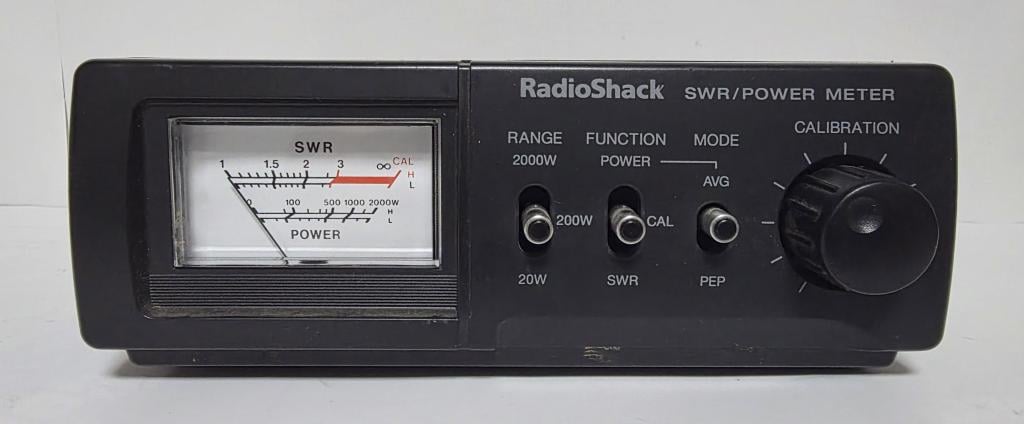 RadioShack SWR/POWER METER
SWR
1 1.5 2 3 ∞ CAL
H
L
0 100 500 1000 2000W
H
L
POWER
RANGE FUNCTION MODE CALIBRATION
2000W POWER
AVG
200W CAL
20W SWR PEP